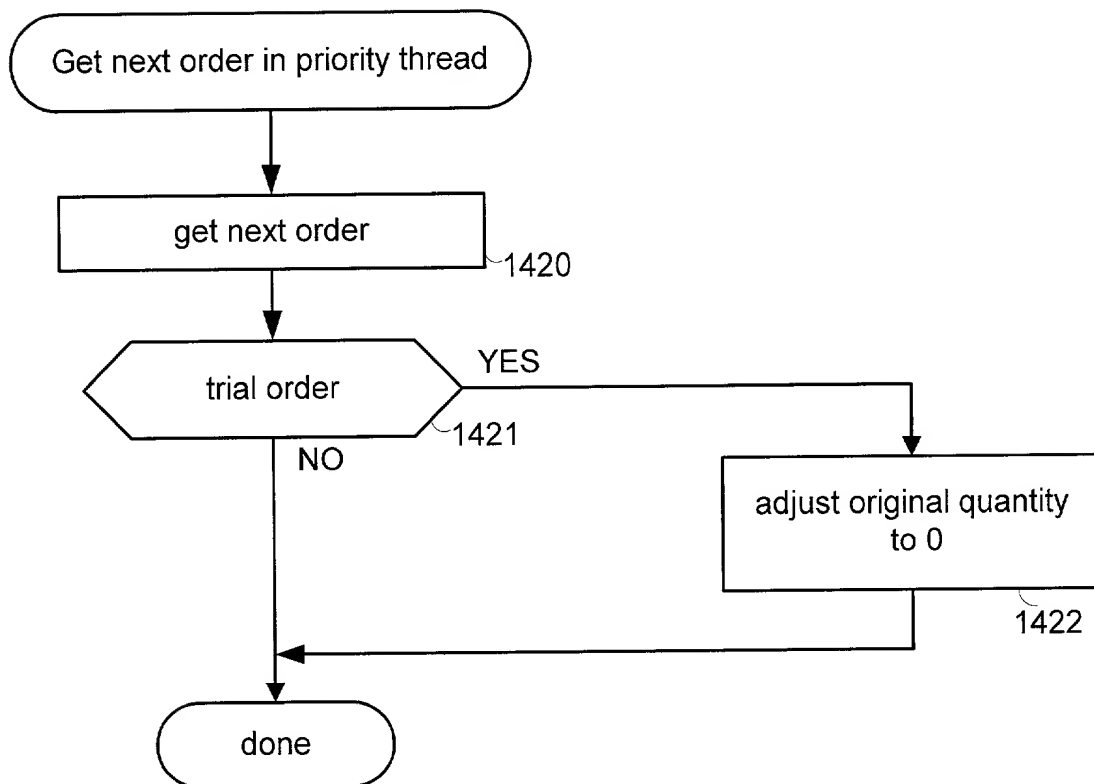 Get next order in priority thread
get next order
1420
trial order
YES
1421
NO
adjust original quantity
to 0
1422
done